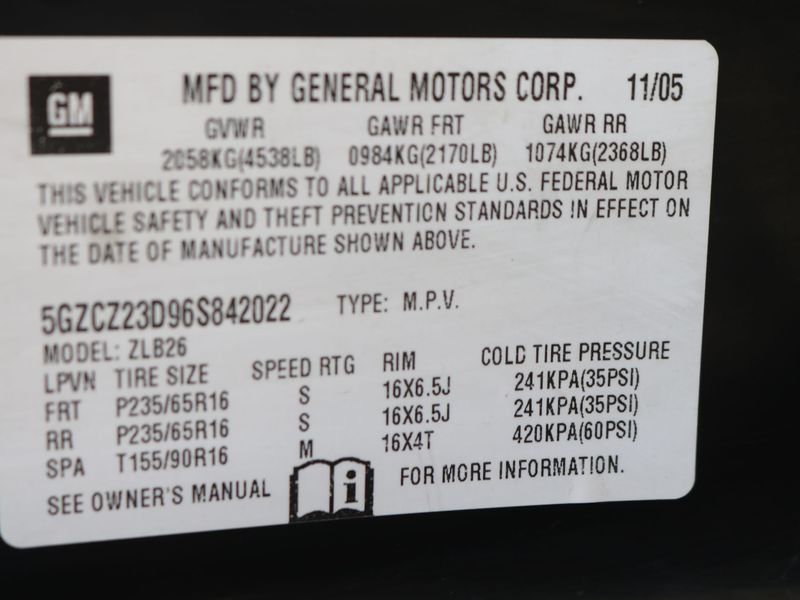 GM
MFD BY GENERAL MOTORS CORP. 11/05
GVWR GAWR FRT GAWR RR
2058KG(4538LB) 0984KG(2170LB) 1074KG(2368LB)
THIS VEHICLE CONFORMS TO ALL APPLICABLE U.S. FEDERAL MOTOR
VEHICLE SAFETY AND THEFT PREVENTION STANDARDS IN EFFECT ON
THE DATE OF MANUFACTURE SHOWN ABOVE.
5GZCZ23D96S842022 TYPE: M.P.V.
MODEL: ZLB26
LPVN TIRE SIZE SPEED RTG RIM COLD TIRE PRESSURE
FRT P235/65R16 S 16X6.5J 241KPA(35PSI)
RR P235/65R16 S 16X6.5J 241KPA(35PSI)
SPA T155/90R16 M 16X4T 420KPA(60PSI)
SEE OWNER'S MANUAL i FOR MORE INFORMATION.